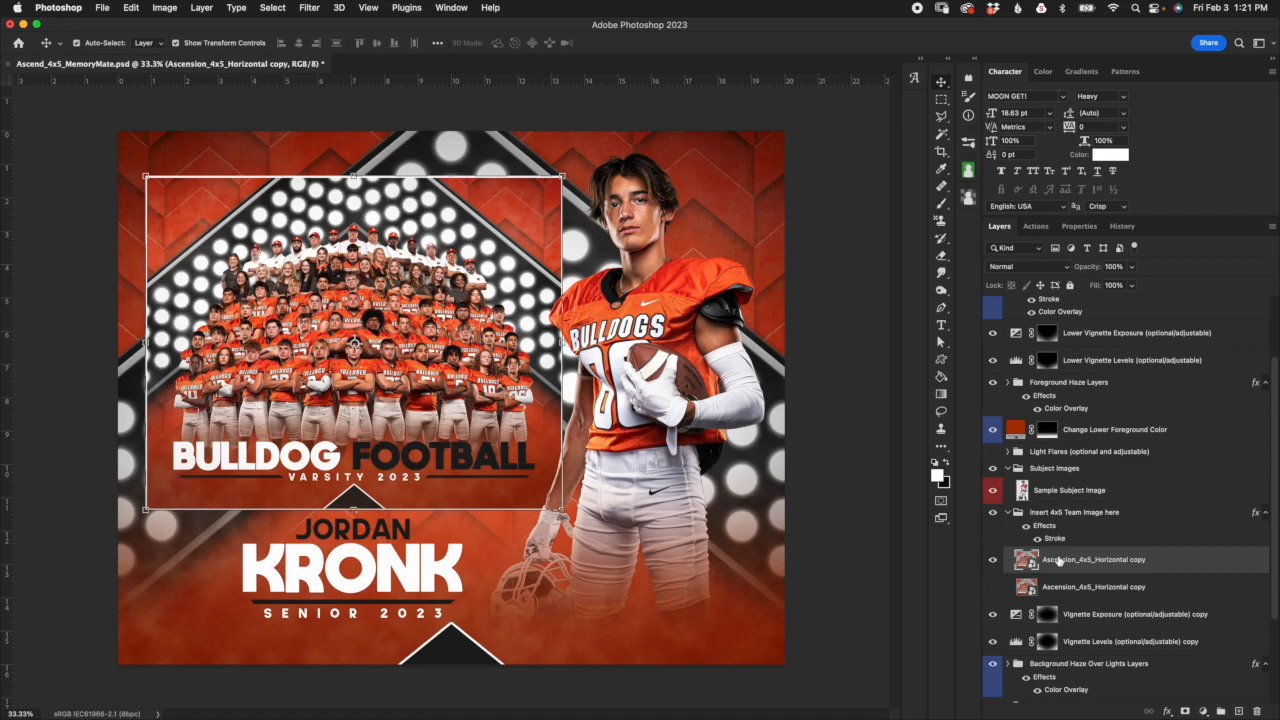 Photoshop File Edit Image Layer Type Select Filter 3D View Plugins Window Help Fri Feb 3 1:21 PM
Adobe Photoshop 2023
Auto-Select: Layer Show Transform Controls 3D Mode: Share
Ascend_4x5_MemoryMate.psd @ 33.3% (Ascension_4x5_Horizontal copy, RGB/8) *
Character Color Gradients Patterns
MOON GET! Heavy
18.63 pt (Auto)
Metrics 0
100% 100%
0 pt Color:
English: USA Crisp
Layers Actions Properties History
Kind
Normal Opacity: 100%
Lock: Fill: 100%
Stroke
Color Overlay
Lower Vignette Exposure (optional/adjustable)
Lower Vignette Levels (optional/adjustable)
Foreground Haze Layers fx
Effects
Color Overlay
Change Lower Foreground Color
Light Flares (optional and adjustable)
Subject Images
Sample Subject Image
Insert 4x5 Team Image here fx
Effects
Stroke
Ascension_4x5_Horizontal copy
Ascension_4x5_Horizontal copy
Vignette Exposure (optional/adjustable) copy
Vignette Levels (optional/adjustable) copy
Background Haze Over Lights Layers fx
Effects
Color Overlay
BULLDOGS
BULLDOG FOOTBALL
VARSITY 2023
JORDAN
KRONK
SENIOR 2023
33.33% sRGB IEC61966-2.1 (8bpc)